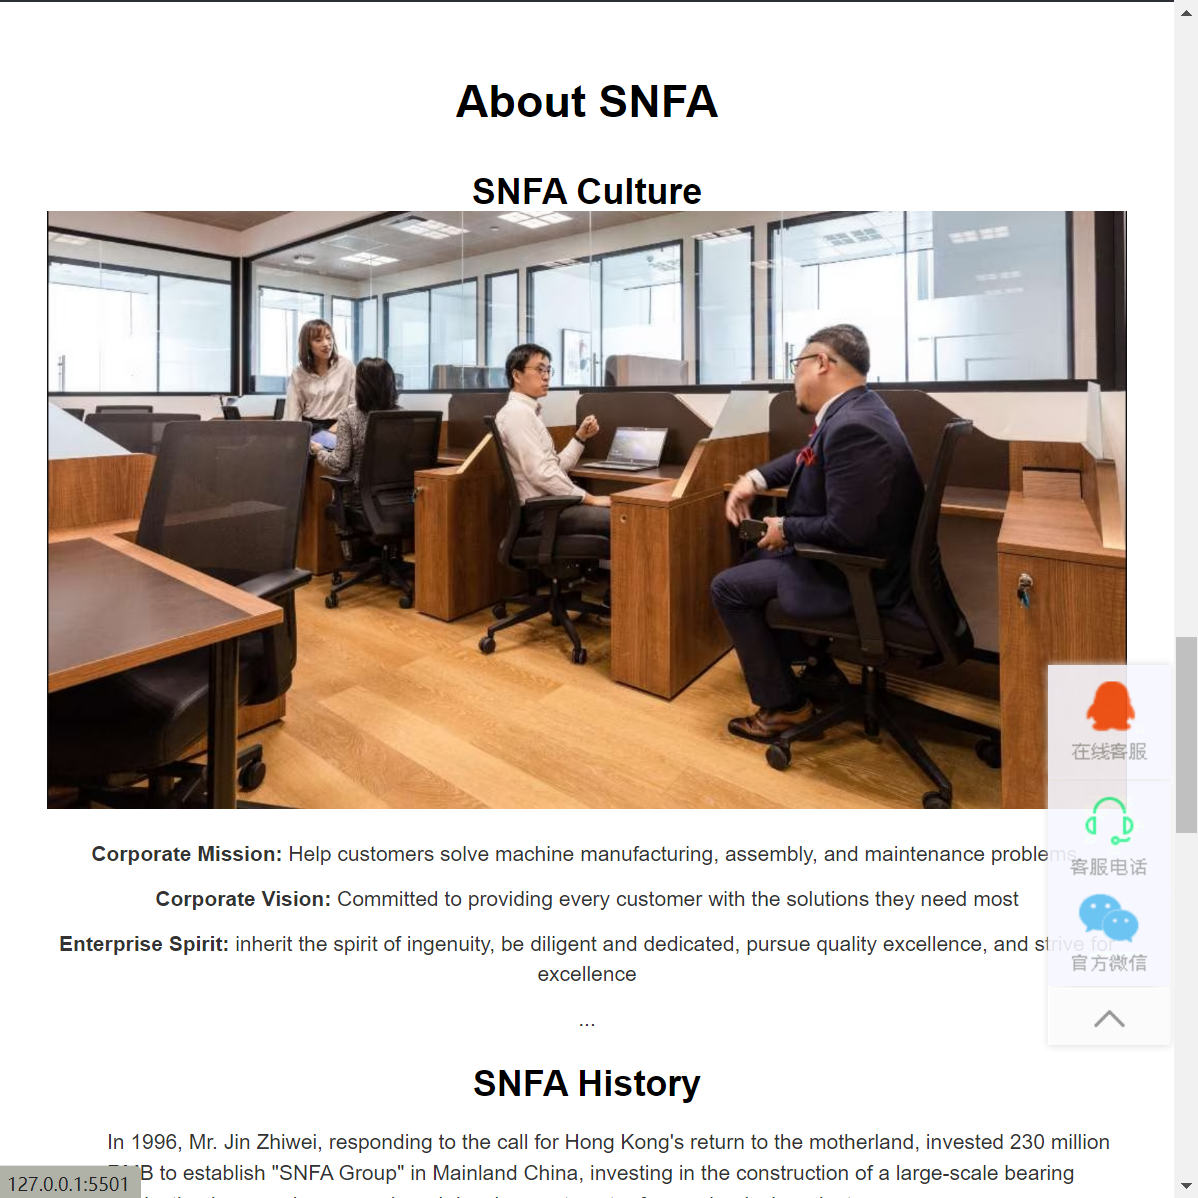 About SNFA
SNFA Culture
Corporate Mission: Help customers solve machine manufacturing, assembly, and maintenance problems.
Corporate Vision: Committed to providing every customer with the solutions they need most
Enterprise Spirit: inherit the spirit of ingenuity, be diligent and dedicated, pursue quality excellence, and strive for
excellence
...
在线客服
客服电话
官方微信
SNFA History
In 1996, Mr. Jin Zhiwei, responding to the call for Hong Kong's return to the motherland, invested 230 million
RMB to establish "SNFA Group" in Mainland China, investing in the construction of a large-scale bearing
127.0.0.1:5501